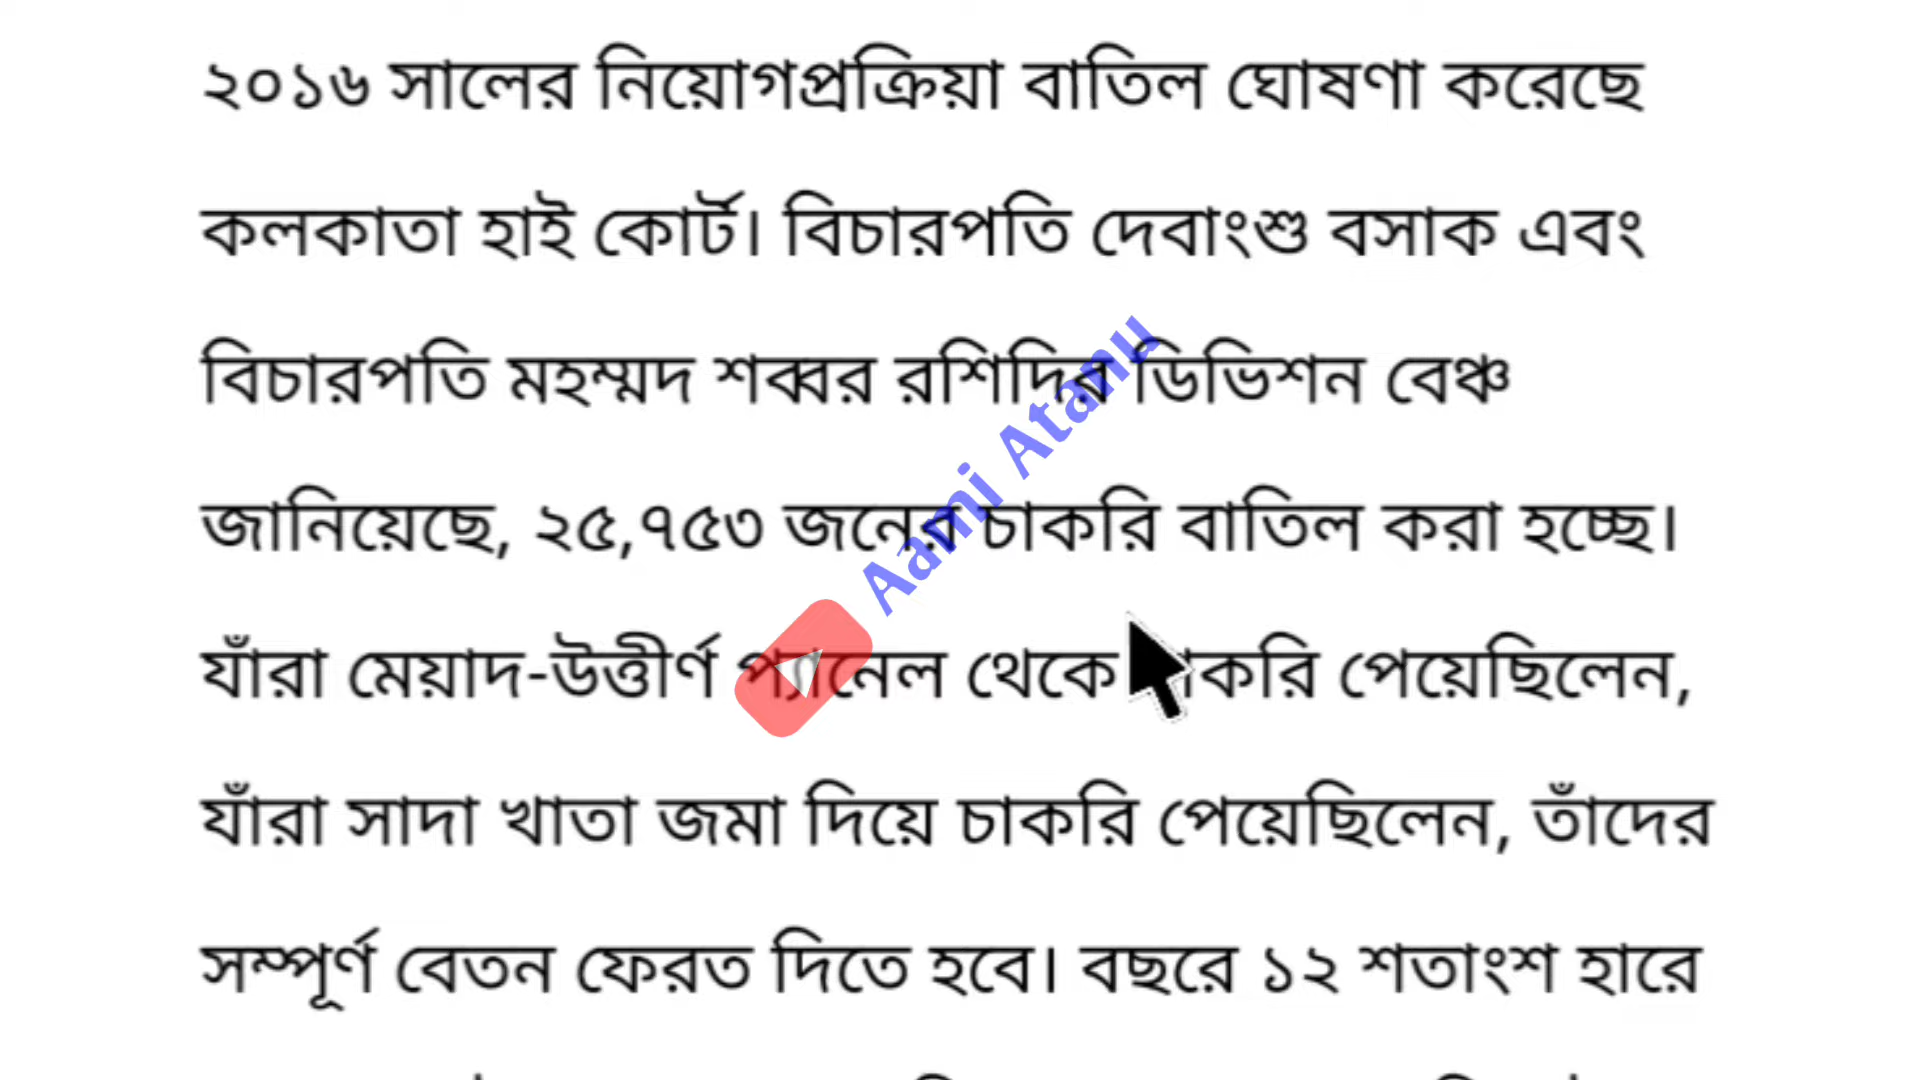 ২০১৬ সালের নিয়োগপ্রক্রিয়া বাতিল ঘোষণা করেছে
কলকাতা হাই কোর্ট। বিচারপতি দেবাংশু বসাক এবং
বিচারপতি মহম্মদ শব্বর রশিদির ডিভিশন বেঞ্চ
জানিয়েছে, ২৫,৭৫৩ জনের চাকরি বাতিল করা হচ্ছে।
যাঁরা মেয়াদ-উত্তীর্ণ প্যানেল থেকে চাকরি পেয়েছিলেন,
যাঁরা সাদা খাতা জমা দিয়ে চাকরি পেয়েছিলেন, তাঁদের
সম্পূর্ণ বেতন ফেরত দিতে হবে। বছরে ১২ শতাংশ হারে
Aami Atanu